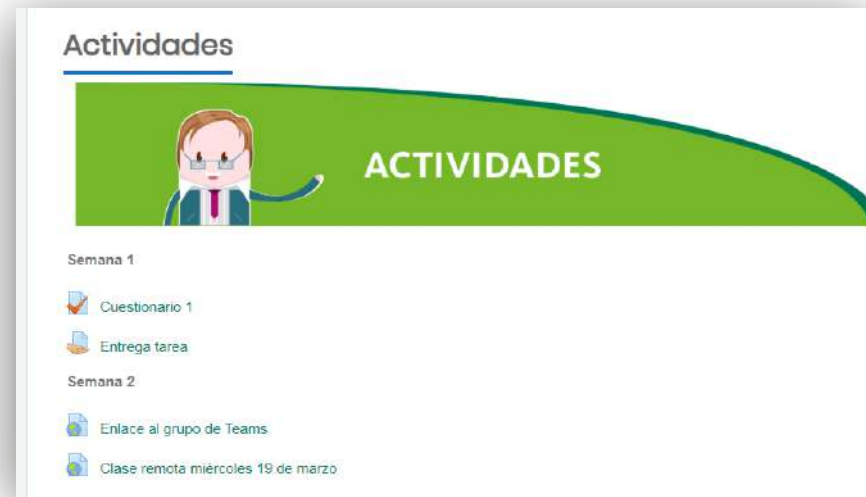 Actividades
ACTIVIDADES
Semana 1
Cuestionario 1
Entrega tarea
Semana 2
Enlace al grupo de Teams
Clase remota miércoles 19 de marzo